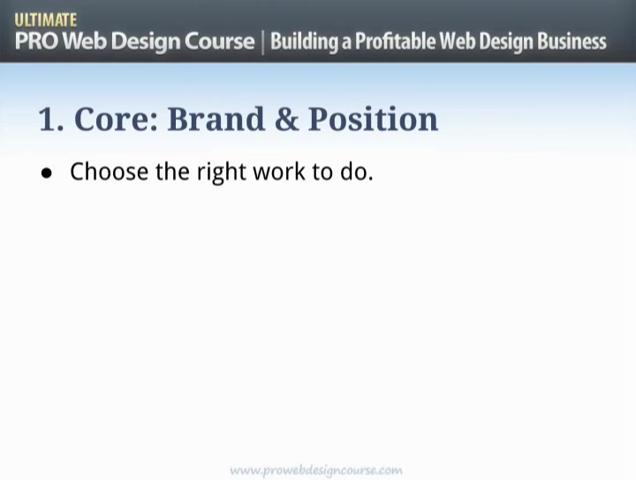 ULTIMATE
PRO Web Design Course | Building a Profitable Web Design Business
1. Core: Brand & Position
● Choose the right work to do.
www.prowebdesigncourse.com